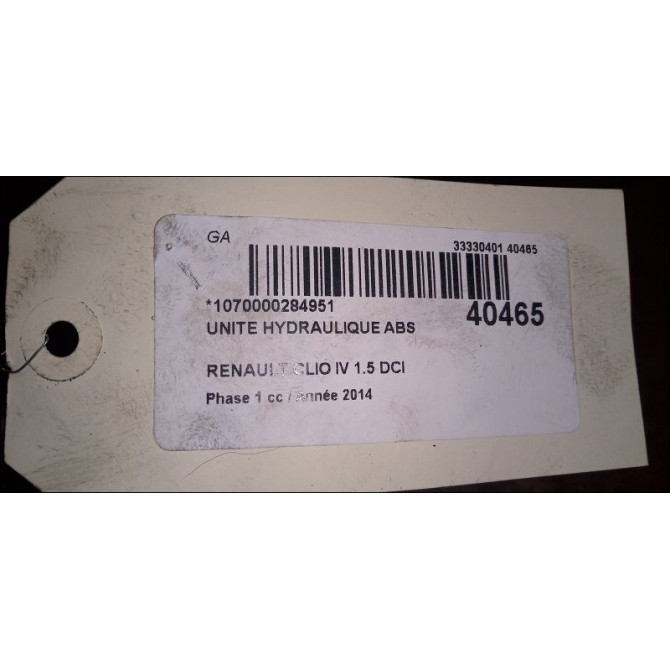 GA
33330401 40465
*1070000284951
40465
UNITE HYDRAULIQUE ABS
RENAULT CLIO IV 1.5 DCI
Phase 1 cc / Année 2014